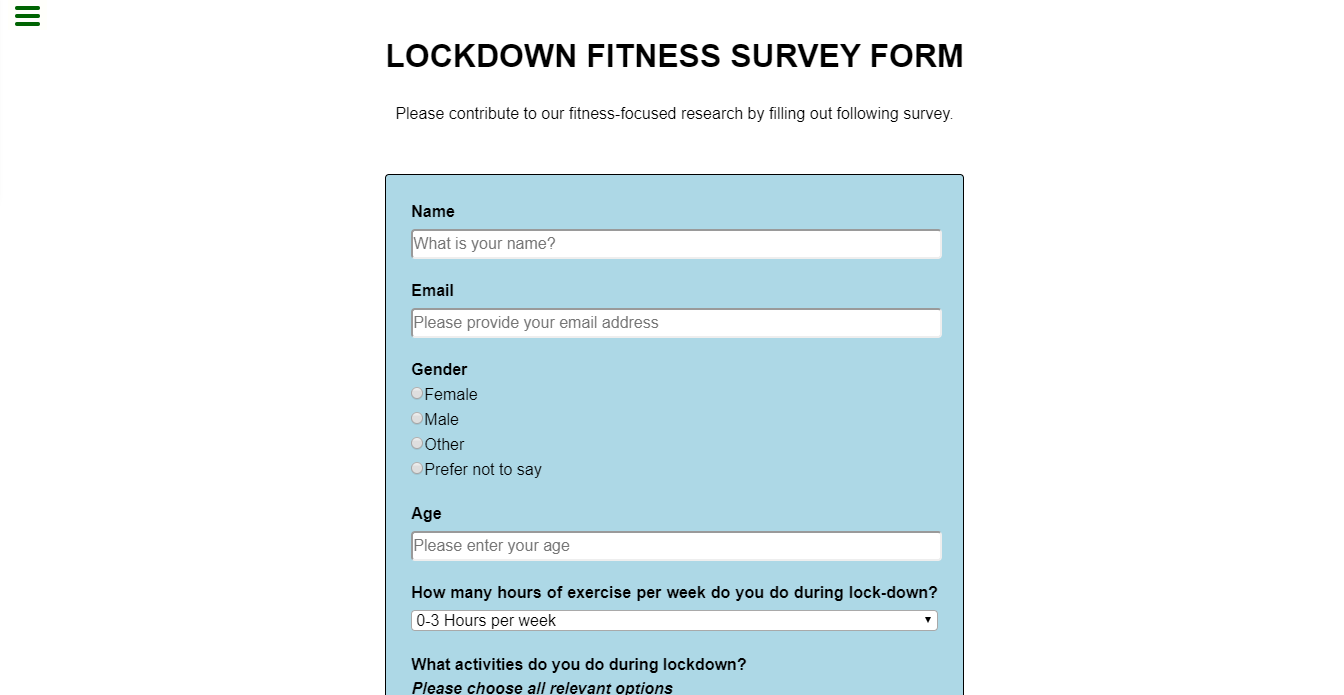 LOCKDOWN FITNESS SURVEY FORM
Please contribute to our fitness-focused research by filling out following survey.
Name
What is your name?
Email
Please provide your email address
Gender
Female
Male
Other
Prefer not to say
Age
Please enter your age
How many hours of exercise per week do you do during lock-down?
0-3 Hours per week
What activities do you do during lockdown?
Please choose all relevant options